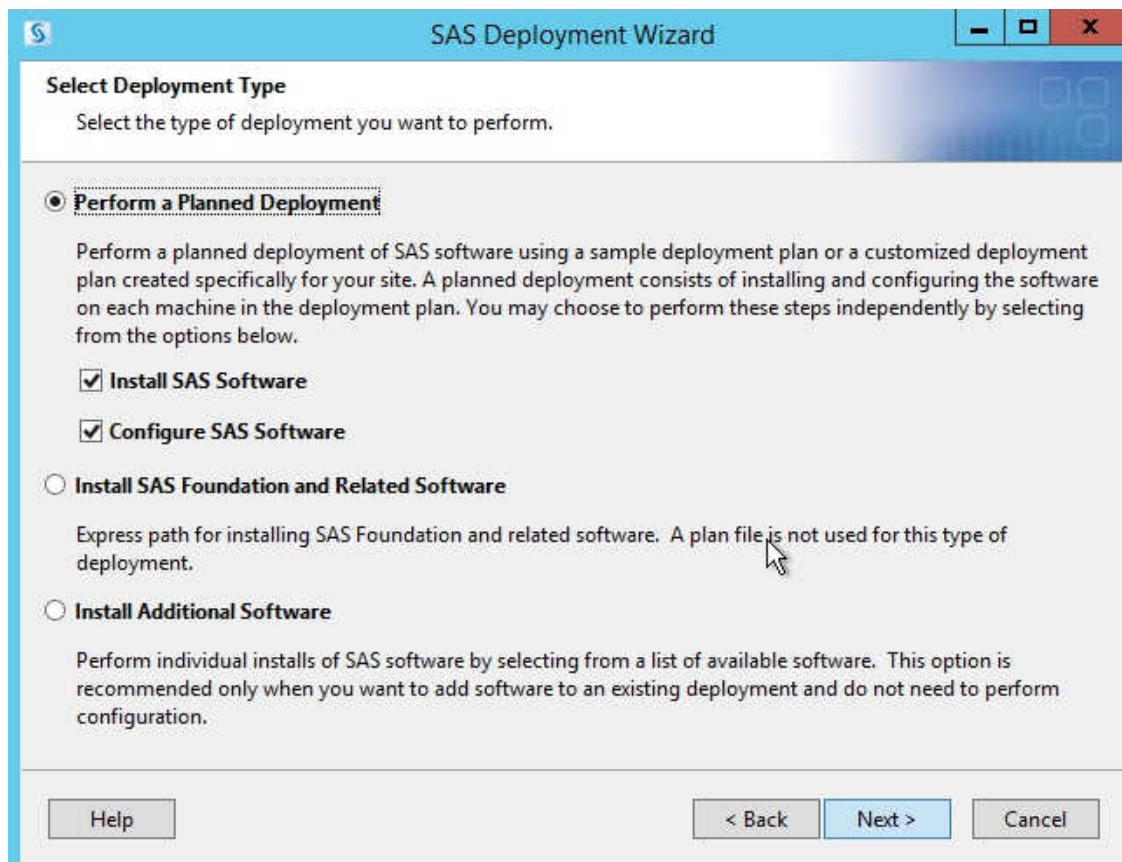 SAS Deployment Wizard
Select Deployment Type
Select the type of deployment you want to perform.
Perform a Planned Deployment
Perform a planned deployment of SAS software using a sample deployment plan or a customized deployment
plan created specifically for your site. A planned deployment consists of installing and configuring the software
on each machine in the deployment plan. You may choose to perform these steps independently by selecting
from the options below.
Install SAS Software
Configure SAS Software
Install SAS Foundation and Related Software
Express path for installing SAS Foundation and related software. A plan file is not used for this type of
deployment.
Install Additional Software
Perform individual installs of SAS software by selecting from a list of available software. This option is
recommended only when you want to add software to an existing deployment and do not need to perform
configuration.
Help
< Back
Next >
Cancel